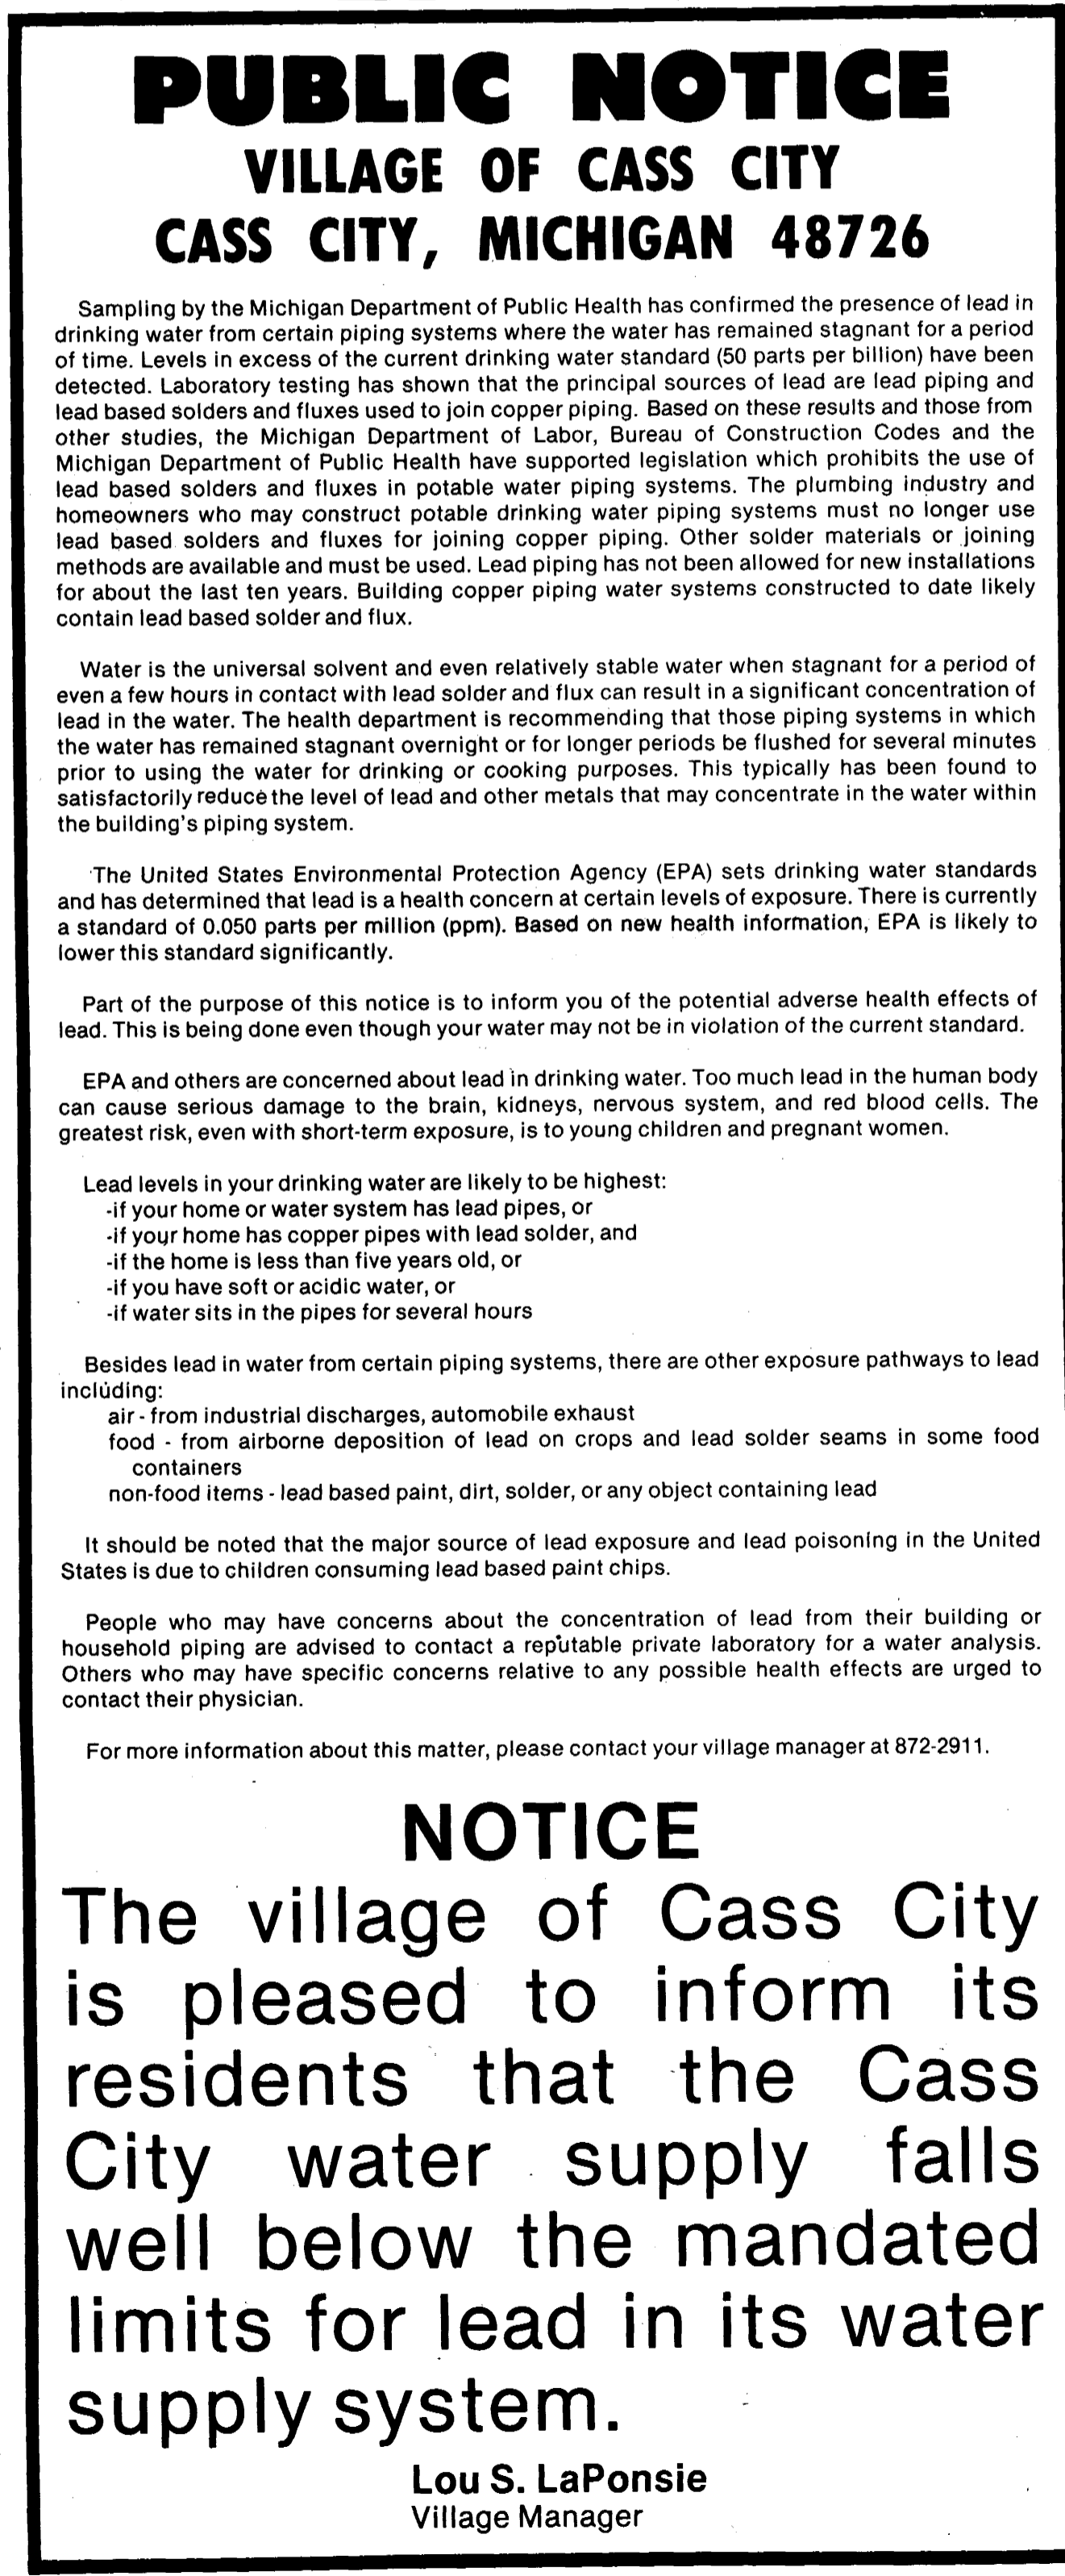 PUBLIC NOTICE
VILLAGE OF CASS CITY
CASS CITY, MICHIGAN 48726
Sampling by the Michigan Department of Public Health has confirmed the presence of lead in
drinking water from certain piping systems where the water has remained stagnant for a period
of time. Levels in excess of the current drinking water standard (50 parts per billion) have been
detected. Laboratory testing has shown that the principal sources of lead are lead piping and
lead based solders and fluxes used to join copper piping. Based on these results and those from
other studies, the Michigan Department of Labor, Bureau of Construction Codes and the
Michigan Department of Public Health have supported legislation which prohibits the use of
lead based solders and fluxes in potable water piping systems. The plumbing industry and
homeowners who may construct potable drinking water piping systems must no longer use
lead based solders and fluxes for joining copper piping. Other solder materials or joining
methods are available and must be used. Lead piping has not been allowed for new installations
for about the last ten years. Building copper piping water systems constructed to date likely
contain lead based solder and flux.
Water is the universal solvent and even relatively stable water when stagnant for a period of
even a few hours in contact with lead solder and flux can result in a significant concentration of
lead in the water. The health department is recommending that those piping systems in which
the water has remained stagnant overnight or for longer periods be flushed for several minutes
prior to using the water for drinking or cooking purposes. This typically has been found to
satisfactorily reduce the level of lead and other metals that may concentrate in the water within
the building's piping system.
The United States Environmental Protection Agency (EPA) sets drinking water standards
and has determined that lead is a health concern at certain levels of exposure. There is currently
a standard of 0.050 parts per million (ppm). Based on new health information, EPA is likely to
lower this standard significantly.
Part of the purpose of this notice is to inform you of the potential adverse health effects of
lead. This is being done even though your water may not be in violation of the current standard.
EPA and others are concerned about lead in drinking water. Too much lead in the human body
can cause serious damage to the brain, kidneys, nervous system, and red blood cells. The
greatest risk, even with short-term exposure, is to young children and pregnant women.
Lead levels in your drinking water are likely to be highest:
-if your home or water system has lead pipes, or
-if your home has copper pipes with lead solder, and
-if the home is less than five years old, or
-if you have soft or acidic water, or
-if water sits in the pipes for several hours
Besides lead in water from certain piping systems, there are other exposure pathways to lead
including:
air - from industrial discharges, automobile exhaust
food - from airborne deposition of lead on crops and lead solder seams in some food
containers
non-food items - lead based paint, dirt, solder, or any object containing lead
It should be noted that the major source of lead exposure and lead poisoning in the United
States is due to children consuming lead based paint chips.
People who may have concerns about the concentration of lead from their building or
household piping are advised to contact a reputable private laboratory for a water analysis.
Others who may have specific concerns relative to any possible health effects are urged to
contact their physician.
For more information about this matter, please contact your village manager at 872-2911.
NOTICE
The village of Cass City
is pleased to inform its
residents that the Cass
City water supply falls
well below the mandated
limits for lead in its water
supply system.
Lou S. LaPonsie
Village Manager